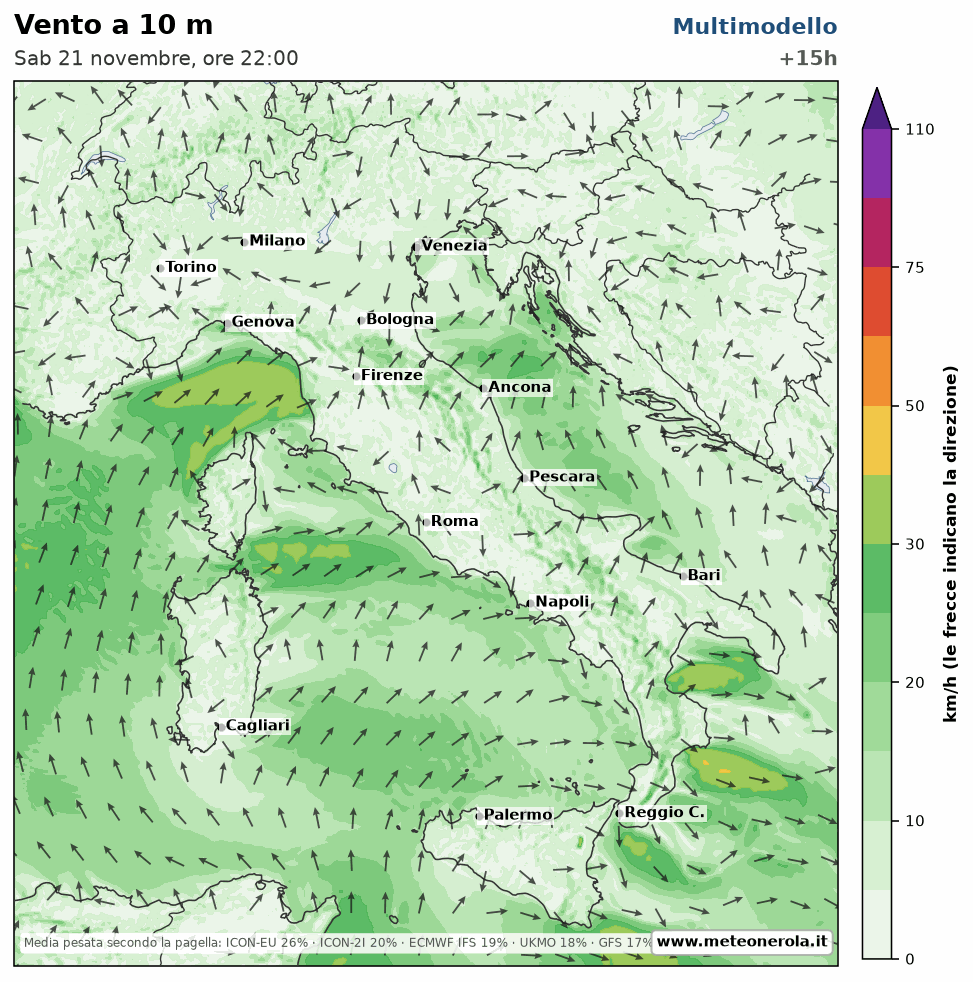 Vento a 10 m
Multimodello
Sab 21 novembre, ore 22:00
+15h
Milano
Venezia
Torino
Genova
Bologna
Firenze
Ancona
Pescara
Roma
Bari
Napoli
Cagliari
Palermo
Reggio C.
Media pesata secondo la pagella: ICON-EU 26% · ICON-2I 20% · ECMWF IFS 19% · UKMO 18% · GFS 17%
www.meteonerola.it
110
75
50
30
20
10
0
km/h (le frecce indicano la direzione)